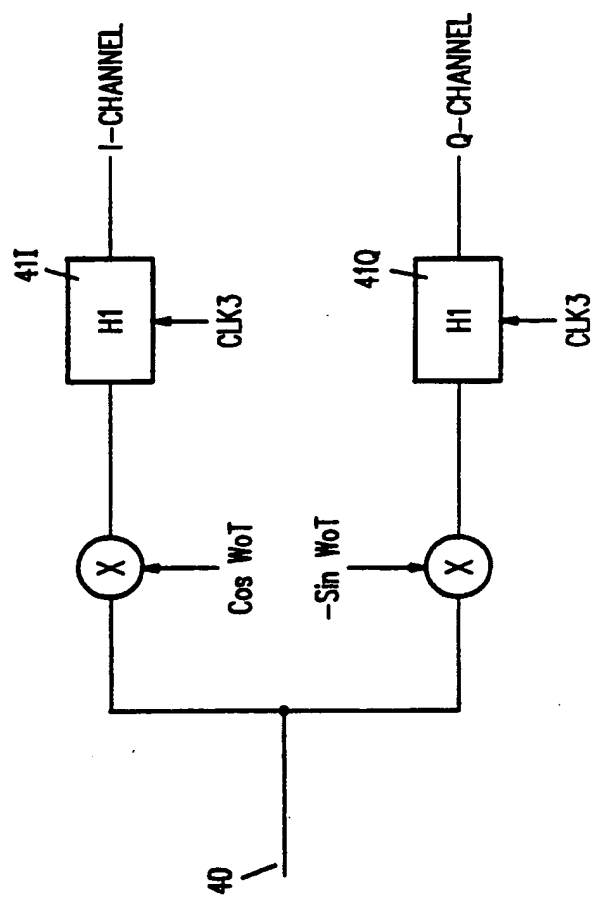 40
X
Cos WoT
H1
41I
CLK3
I-CHANNEL
-Sin WoT
X
H1
41Q
CLK3
Q-CHANNEL